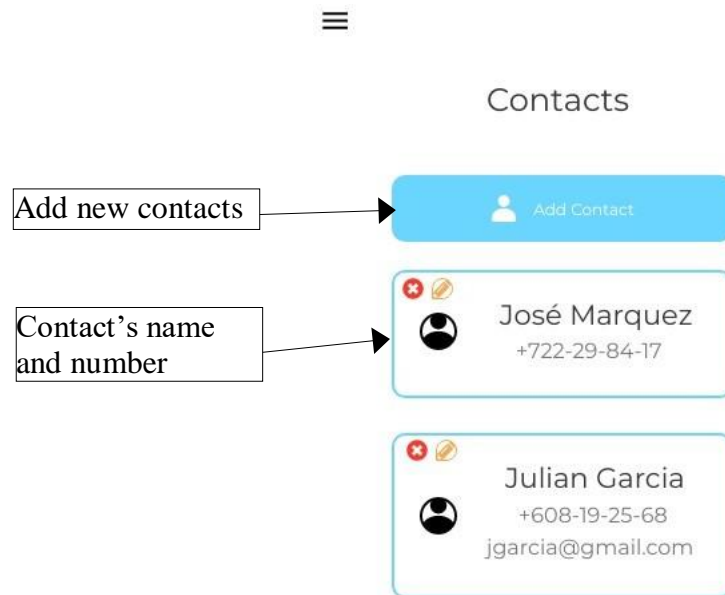 Contacts
Add new contacts
Add Contact
Contact’s name
and number
José Marquez
+722-29-84-17
Julian Garcia
+608-19-25-68
jgarcia@gmail.com